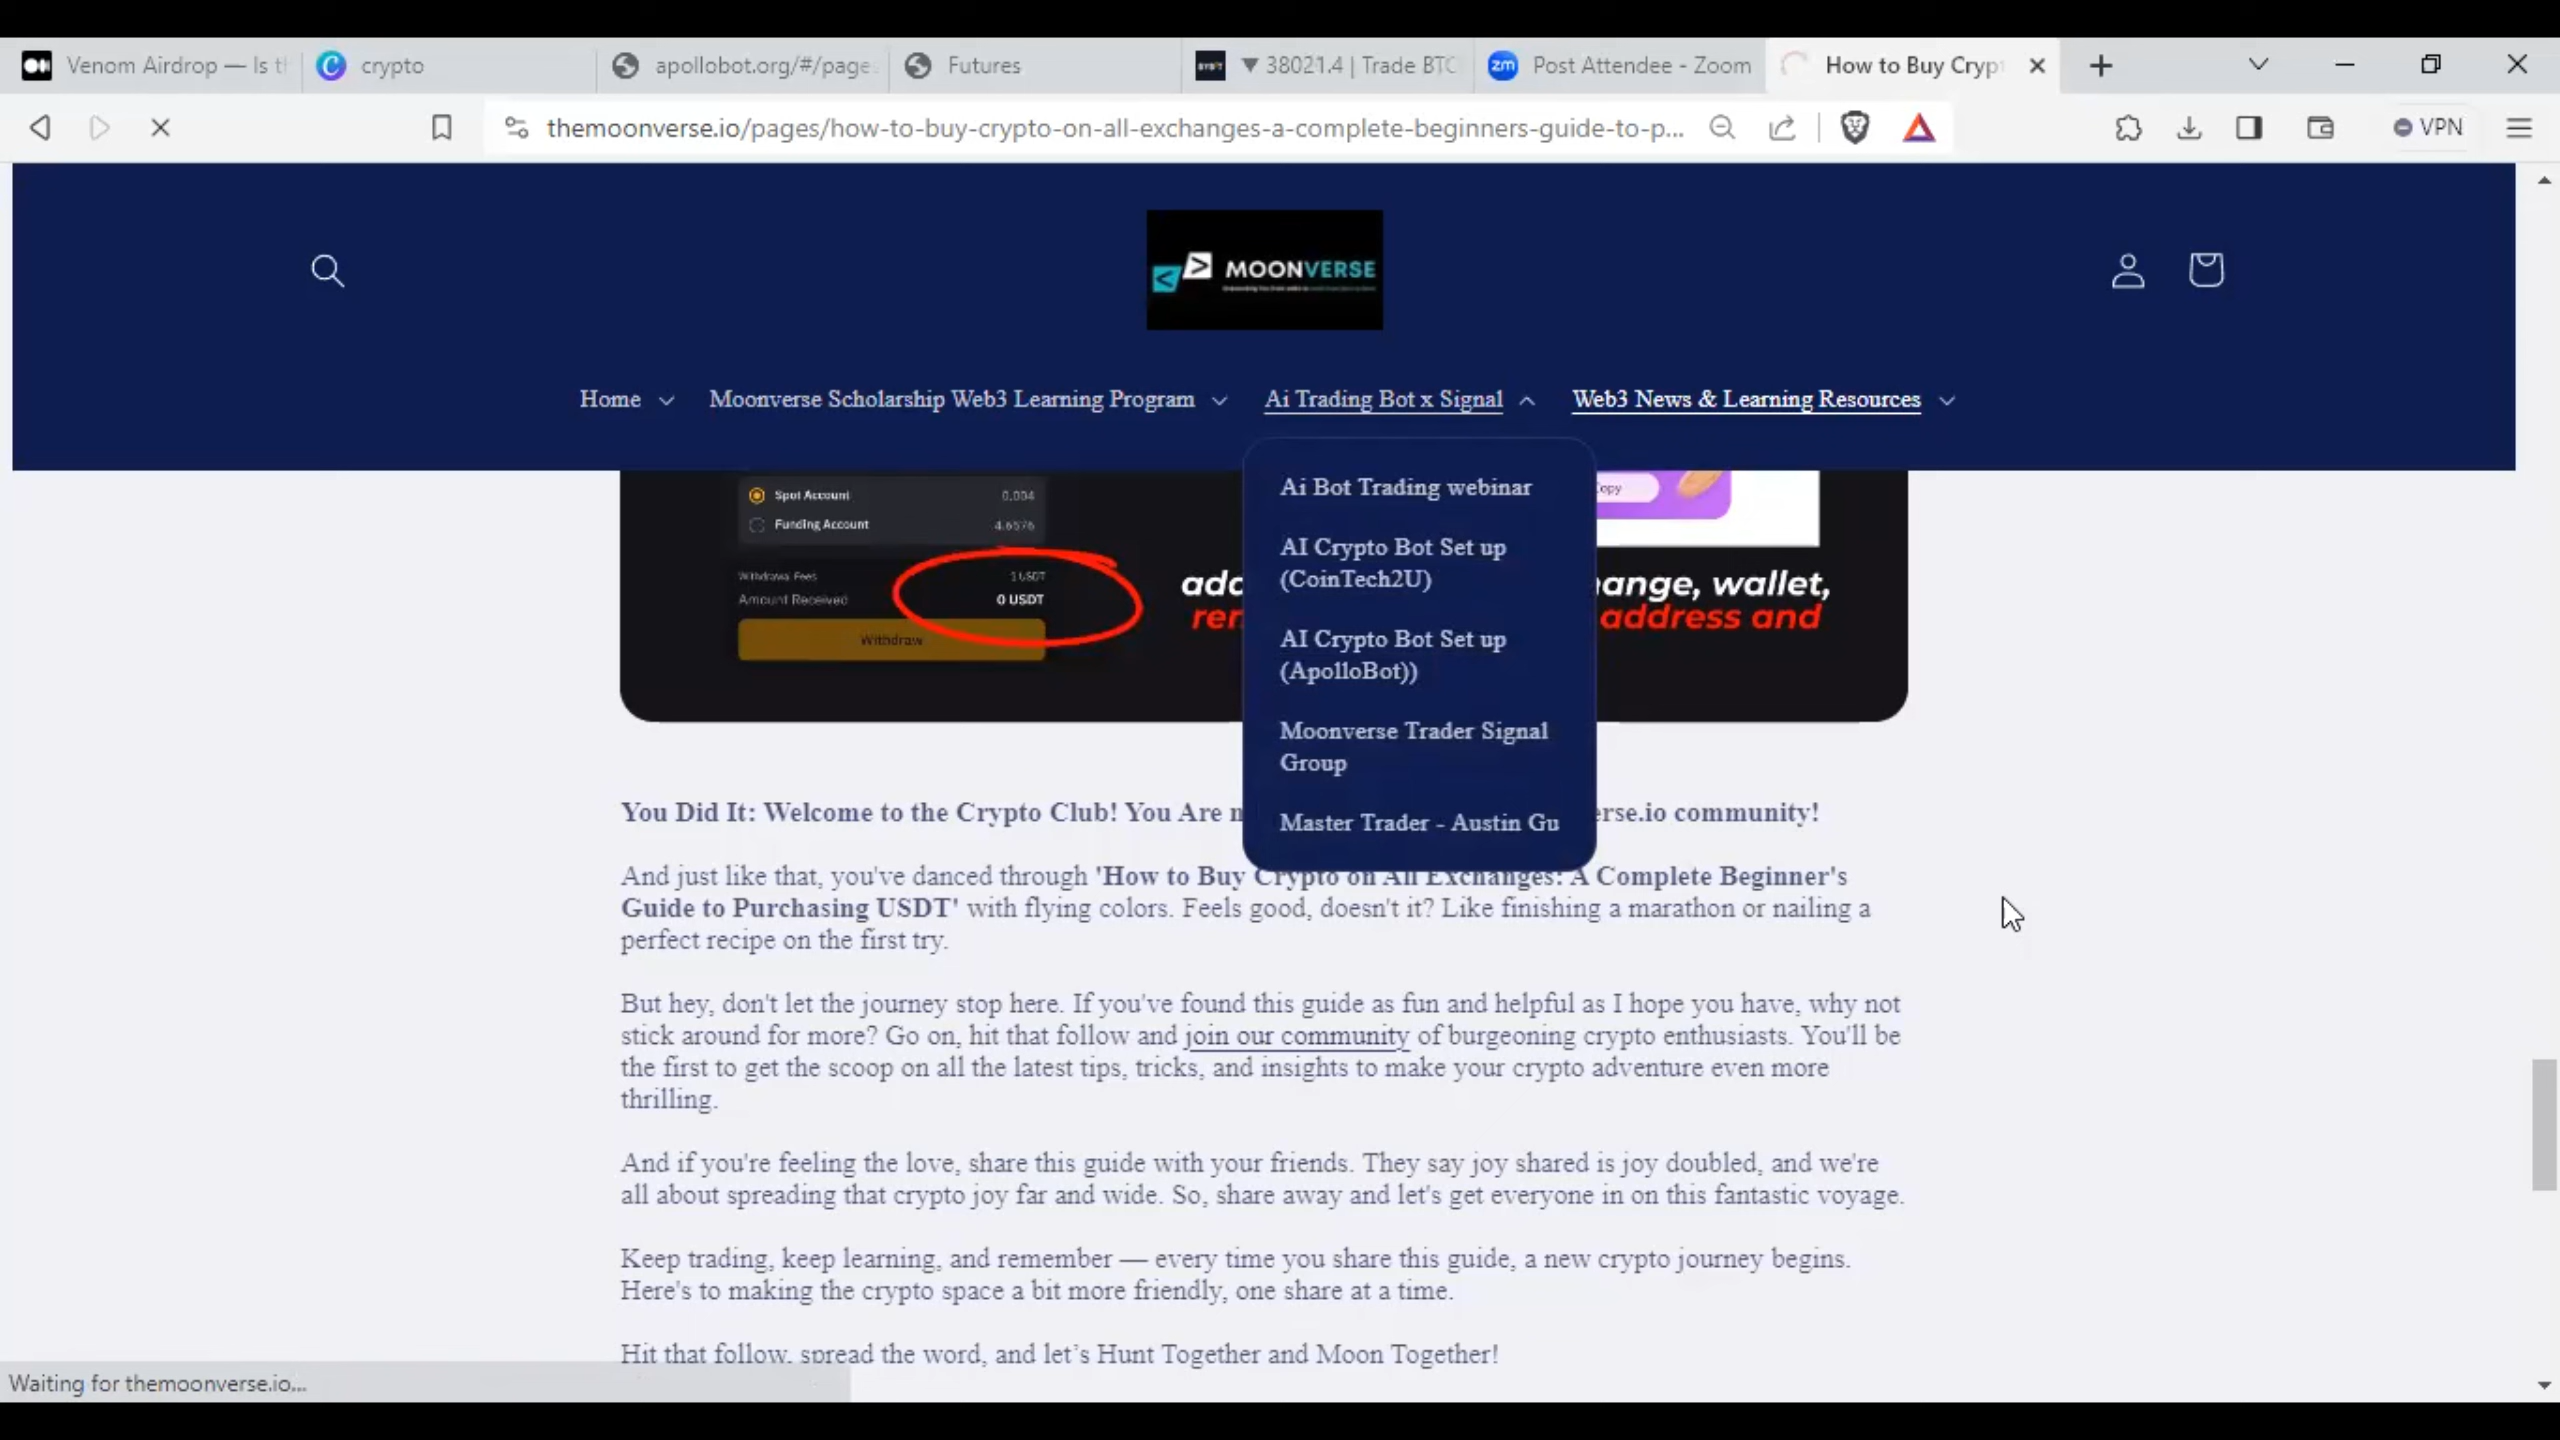 Venom Airdrop — Is t
crypto
apollobot.org/#/page
Futures
▼ 38021.4 | Trade BTC
zm
Post Attendee - Zoom
How to Buy Cryp
themoonverse.io/pages/how-to-buy-crypto-on-all-exchanges-a-complete-beginners-guide-to-p...
VPN
MOONVERSE
Home
Moonverse Scholarship Web3 Learning Program
Ai Trading Bot x Signal
Web3 News & Learning Resources
Ai Bot Trading webinar
AI Crypto Bot Set up
(CoinTech2U)
AI Crypto Bot Set up
(ApolloBot))
Moonverse Trader Signal
Group
Master Trader - Austin Gu
Spot Account 0.004
Funding Account 4.6576
Withdrawa Fees 1 USDT
Amount Received 0 USDT
Withdraw
Copy
add ange, wallet,
ren address and
You Did It: Welcome to the Crypto Club! You Are n erse.io community!
And just like that, you've danced through 'How to Buy Crypto on All Exchanges: A Complete Beginner's
Guide to Purchasing USDT' with flying colors. Feels good, doesn't it? Like finishing a marathon or nailing a
perfect recipe on the first try.
But hey, don't let the journey stop here. If you've found this guide as fun and helpful as I hope you have, why not
stick around for more? Go on, hit that follow and join our community of burgeoning crypto enthusiasts. You'll be
the first to get the scoop on all the latest tips, tricks, and insights to make your crypto adventure even more
thrilling.
And if you're feeling the love, share this guide with your friends. They say joy shared is joy doubled, and we're
all about spreading that crypto joy far and wide. So, share away and let's get everyone in on this fantastic voyage.
Keep trading, keep learning, and remember — every time you share this guide, a new crypto journey begins.
Here's to making the crypto space a bit more friendly, one share at a time.
Hit that follow, spread the word, and let’s Hunt Together and Moon Together!
Waiting for themoonverse.io...